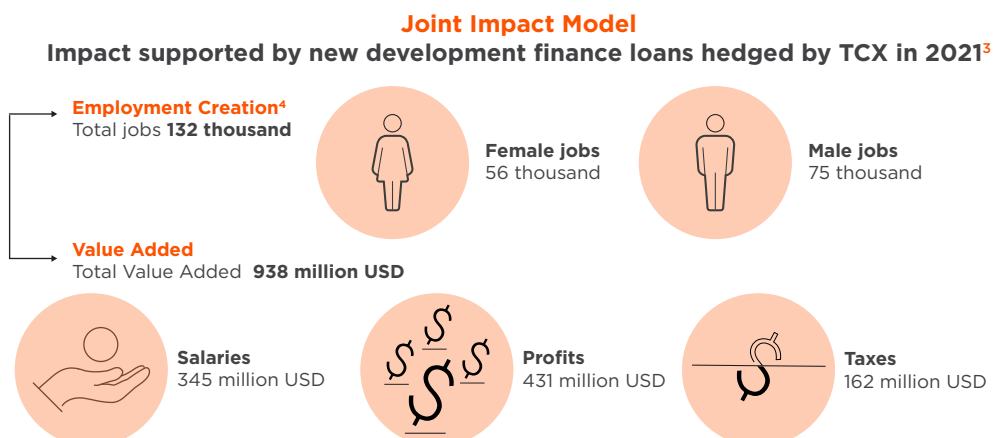 Joint Impact Model
Impact supported by new development finance loans hedged by TCX in 2021³
Employment Creation⁴
Total jobs 132 thousand
Female jobs
56 thousand
Male jobs
75 thousand
Value Added
Total Value Added 938 million USD
Salaries
345 million USD
Profits
431 million USD
Taxes
162 million USD